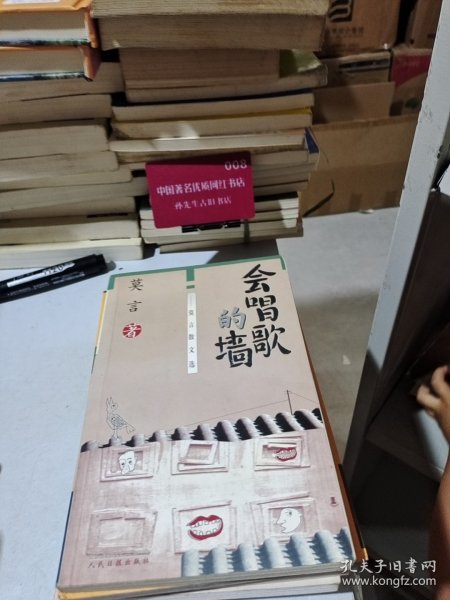 008
中国著名优质网红书店
孙先生古旧书店
会唱歌的墙
莫言散文选
莫言
著
人民日报出版社
孔夫子旧书网
www.kongfz.com